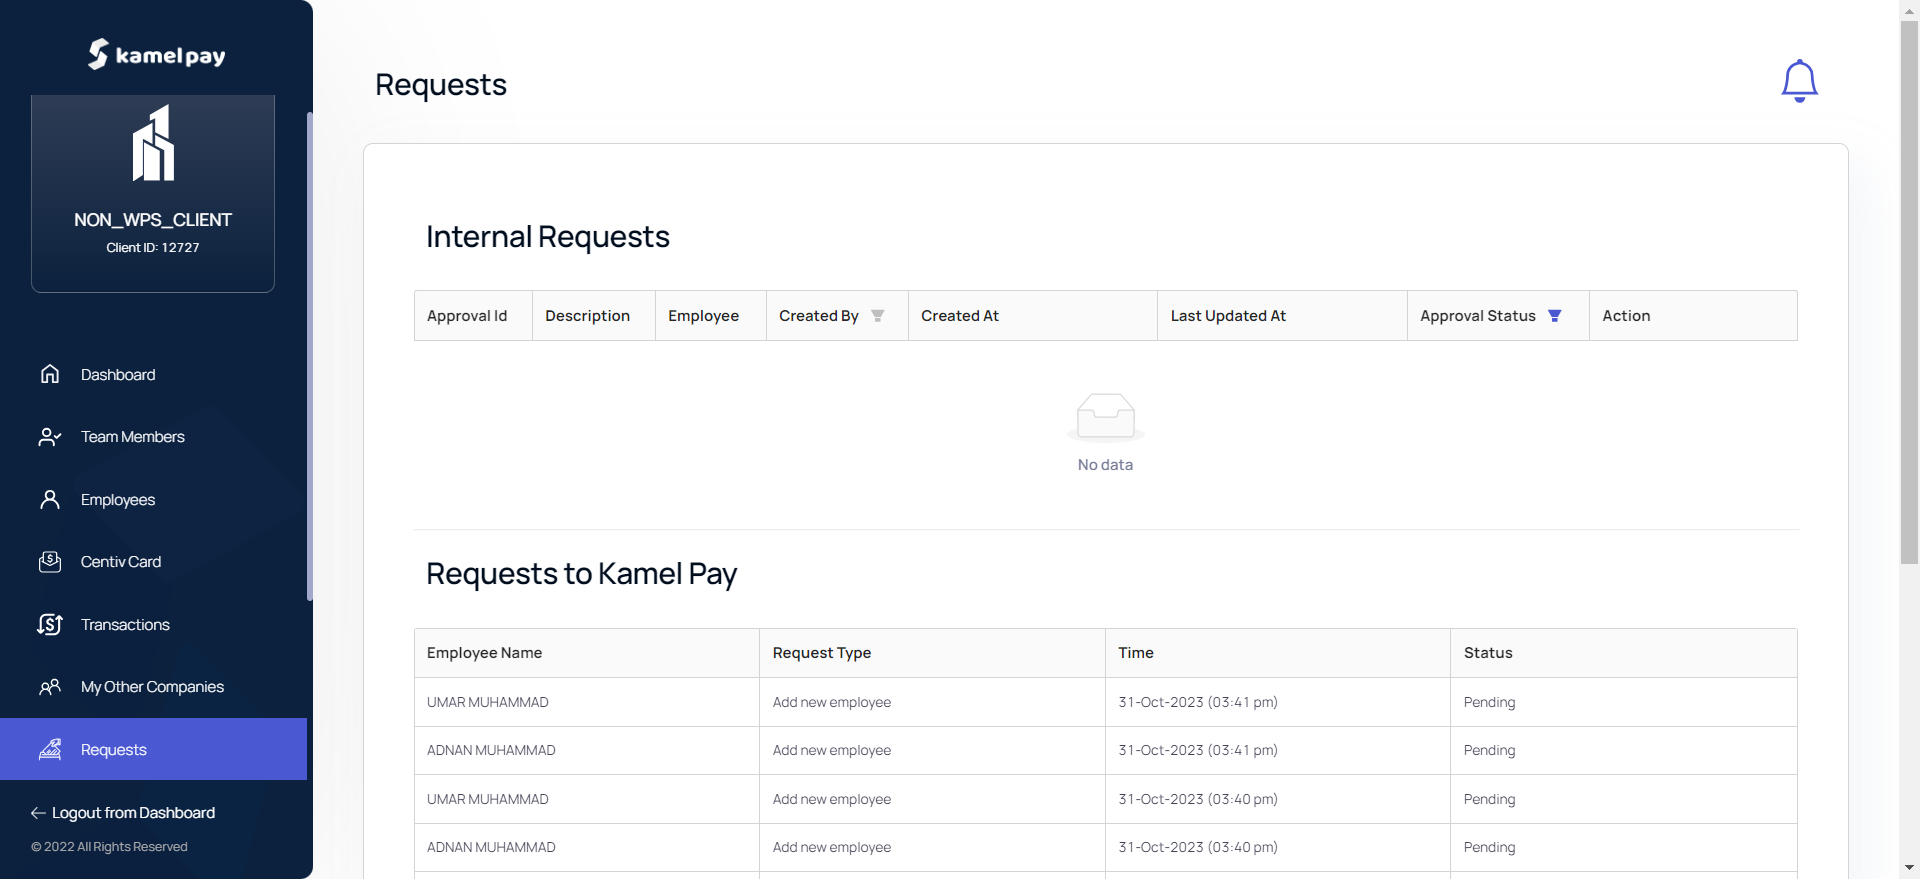 kamelpay
NON_WPS_CLIENT
Client ID: 12727
Dashboard
Team Members
Employees
Centiv Card
Transactions
My Other Companies
Requests
Logout from Dashboard
© 2022 All Rights Reserved
Requests
Internal Requests
Approval Id Description Employee Created By Created At Last Updated At Approval Status Action
No data
Requests to Kamel Pay
Employee Name Request Type Time Status
UMAR MUHAMMAD Add new employee 31-Oct-2023 (03:41 pm) Pending
ADNAN MUHAMMAD Add new employee 31-Oct-2023 (03:41 pm) Pending
UMAR MUHAMMAD Add new employee 31-Oct-2023 (03:40 pm) Pending
ADNAN MUHAMMAD Add new employee 31-Oct-2023 (03:40 pm) Pending